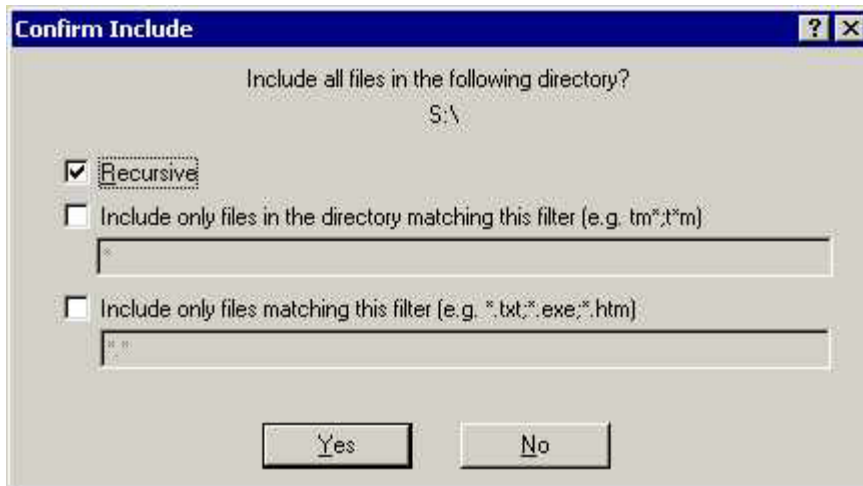 Confirm Include
Include all files in the following directory?
S:\
Recursive
Include only files in the directory matching this filter (e.g. tm*;t*m)
*
Include only files matching this filter (e.g. *.txt;*.exe;*.htm)
*.*
Yes
No